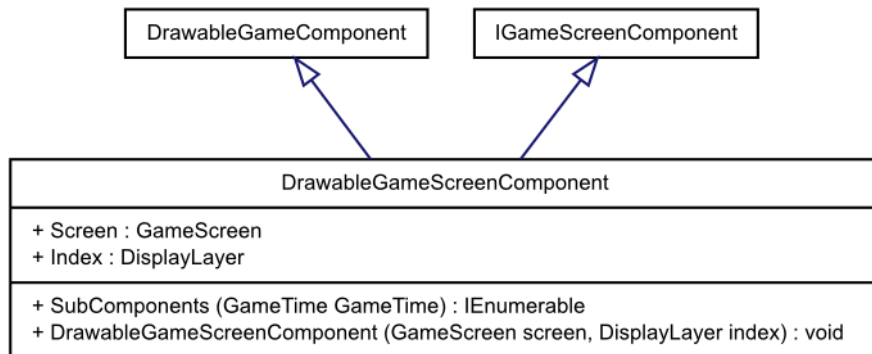 DrawableGameComponent
IGameScreenComponent
DrawableGameScreenComponent
+ Screen : GameScreen
+ Index : DisplayLayer
+ SubComponents (GameTime GameTime) : IEnumerable
+ DrawableGameScreenComponent (GameScreen screen, DisplayLayer index) : void